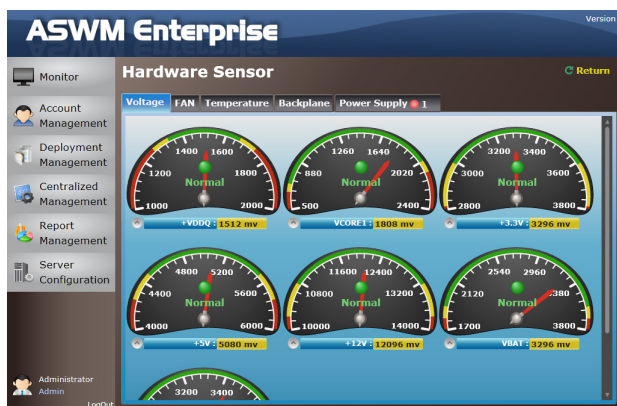 ASWM Enterprise
Version
Hardware Sensor
Return
Monitor
Account
Management
Deployment
Management
Centralized
Management
Report
Management
Server
Configuration
Voltage FAN Temperature Backplane Power Supply 1
1000 1200 1400 1600 1800 2000
Normal
+VDDQ : 1512 mv
500 880 1260 1640 2020 2400
Normal
VCORE1 : 1808 mv
2800 3000 3200 3400 3600 3800
Normal
+3.3V : 3296 mv
4000 4400 4800 5200 5600 6000
Normal
+5V : 5080 mv
10000 10800 11600 12400 13200 14000
Normal
+12V : 12096 mv
1700 2120 2540 2960 380 3800
Normal
VBAT : 3296 mv
3200 3400
Administrator
Admin
LogOut